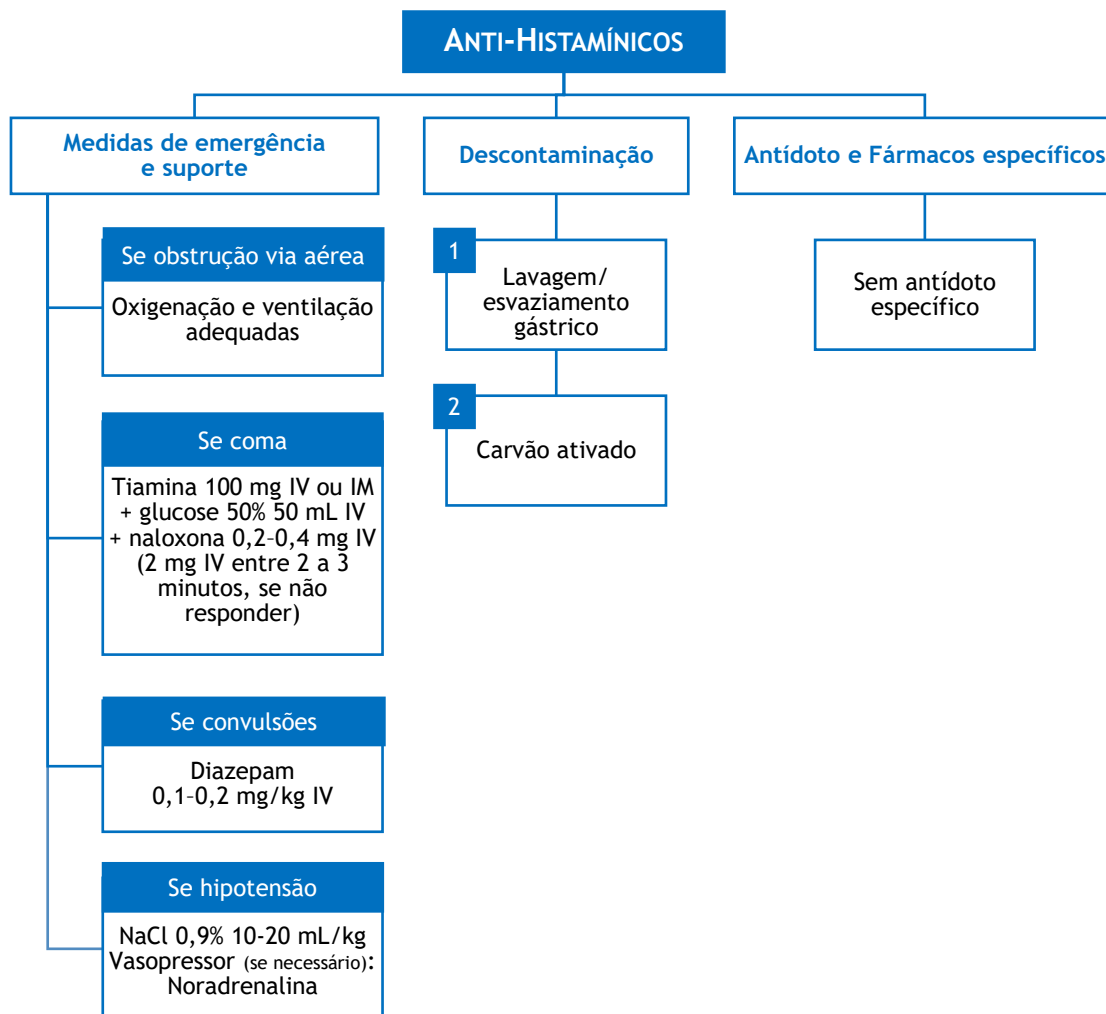 ANTI-HISTAMÍNICOS
Medidas de emergência
e suporte
Se obstrução via aérea
Oxigenação e ventilação
adequadas
Se coma
Tiamina 100 mg IV ou IM
+ glucose 50% 50 mL IV
+ naloxona 0,2–0,4 mg IV
(2 mg IV entre 2 a 3
minutos, se não
responder)
Se convulsões
Diazepam
0,1–0,2 mg/kg IV
Se hipotensão
NaCl 0,9% 10-20 mL/kg
Vasopressor (se necessário):
Noradrenalina
Descontaminação
1
Lavagem/
esvaziamento
gástrico
2
Carvão ativado
Antídoto e Fármacos específicos
Sem antídoto
específico